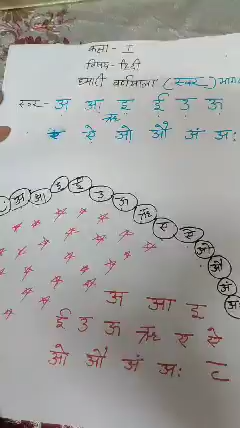 कक्षा - I
विषय - हिंदी
हमारी वर्णमाला (स्वर)
स्वर - अ आ इ ई उ ऊ
ऋ
ए ऐ ओ औ अं अः
अ आ इ ई उ ऊ ऋ ए ऐ ओ औ अं अः
अ आ इ
ई उ ऊ ऋ ए ऐ
ओ औ अं अः